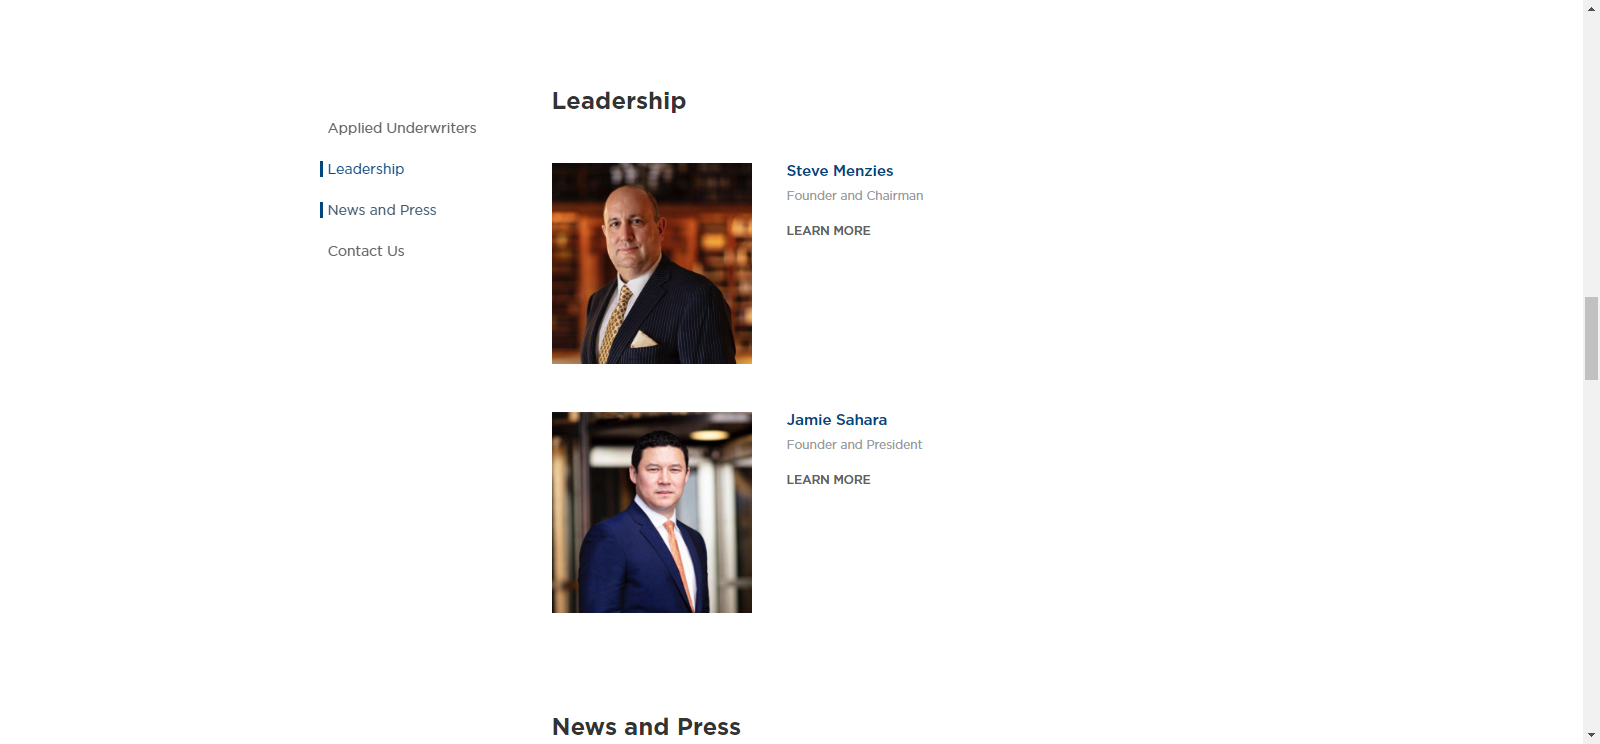 Leadership
Applied Underwriters
Leadership
News and Press
Contact Us
Steve Menzies
Founder and Chairman
LEARN MORE
Jamie Sahara
Founder and President
LEARN MORE
News and Press